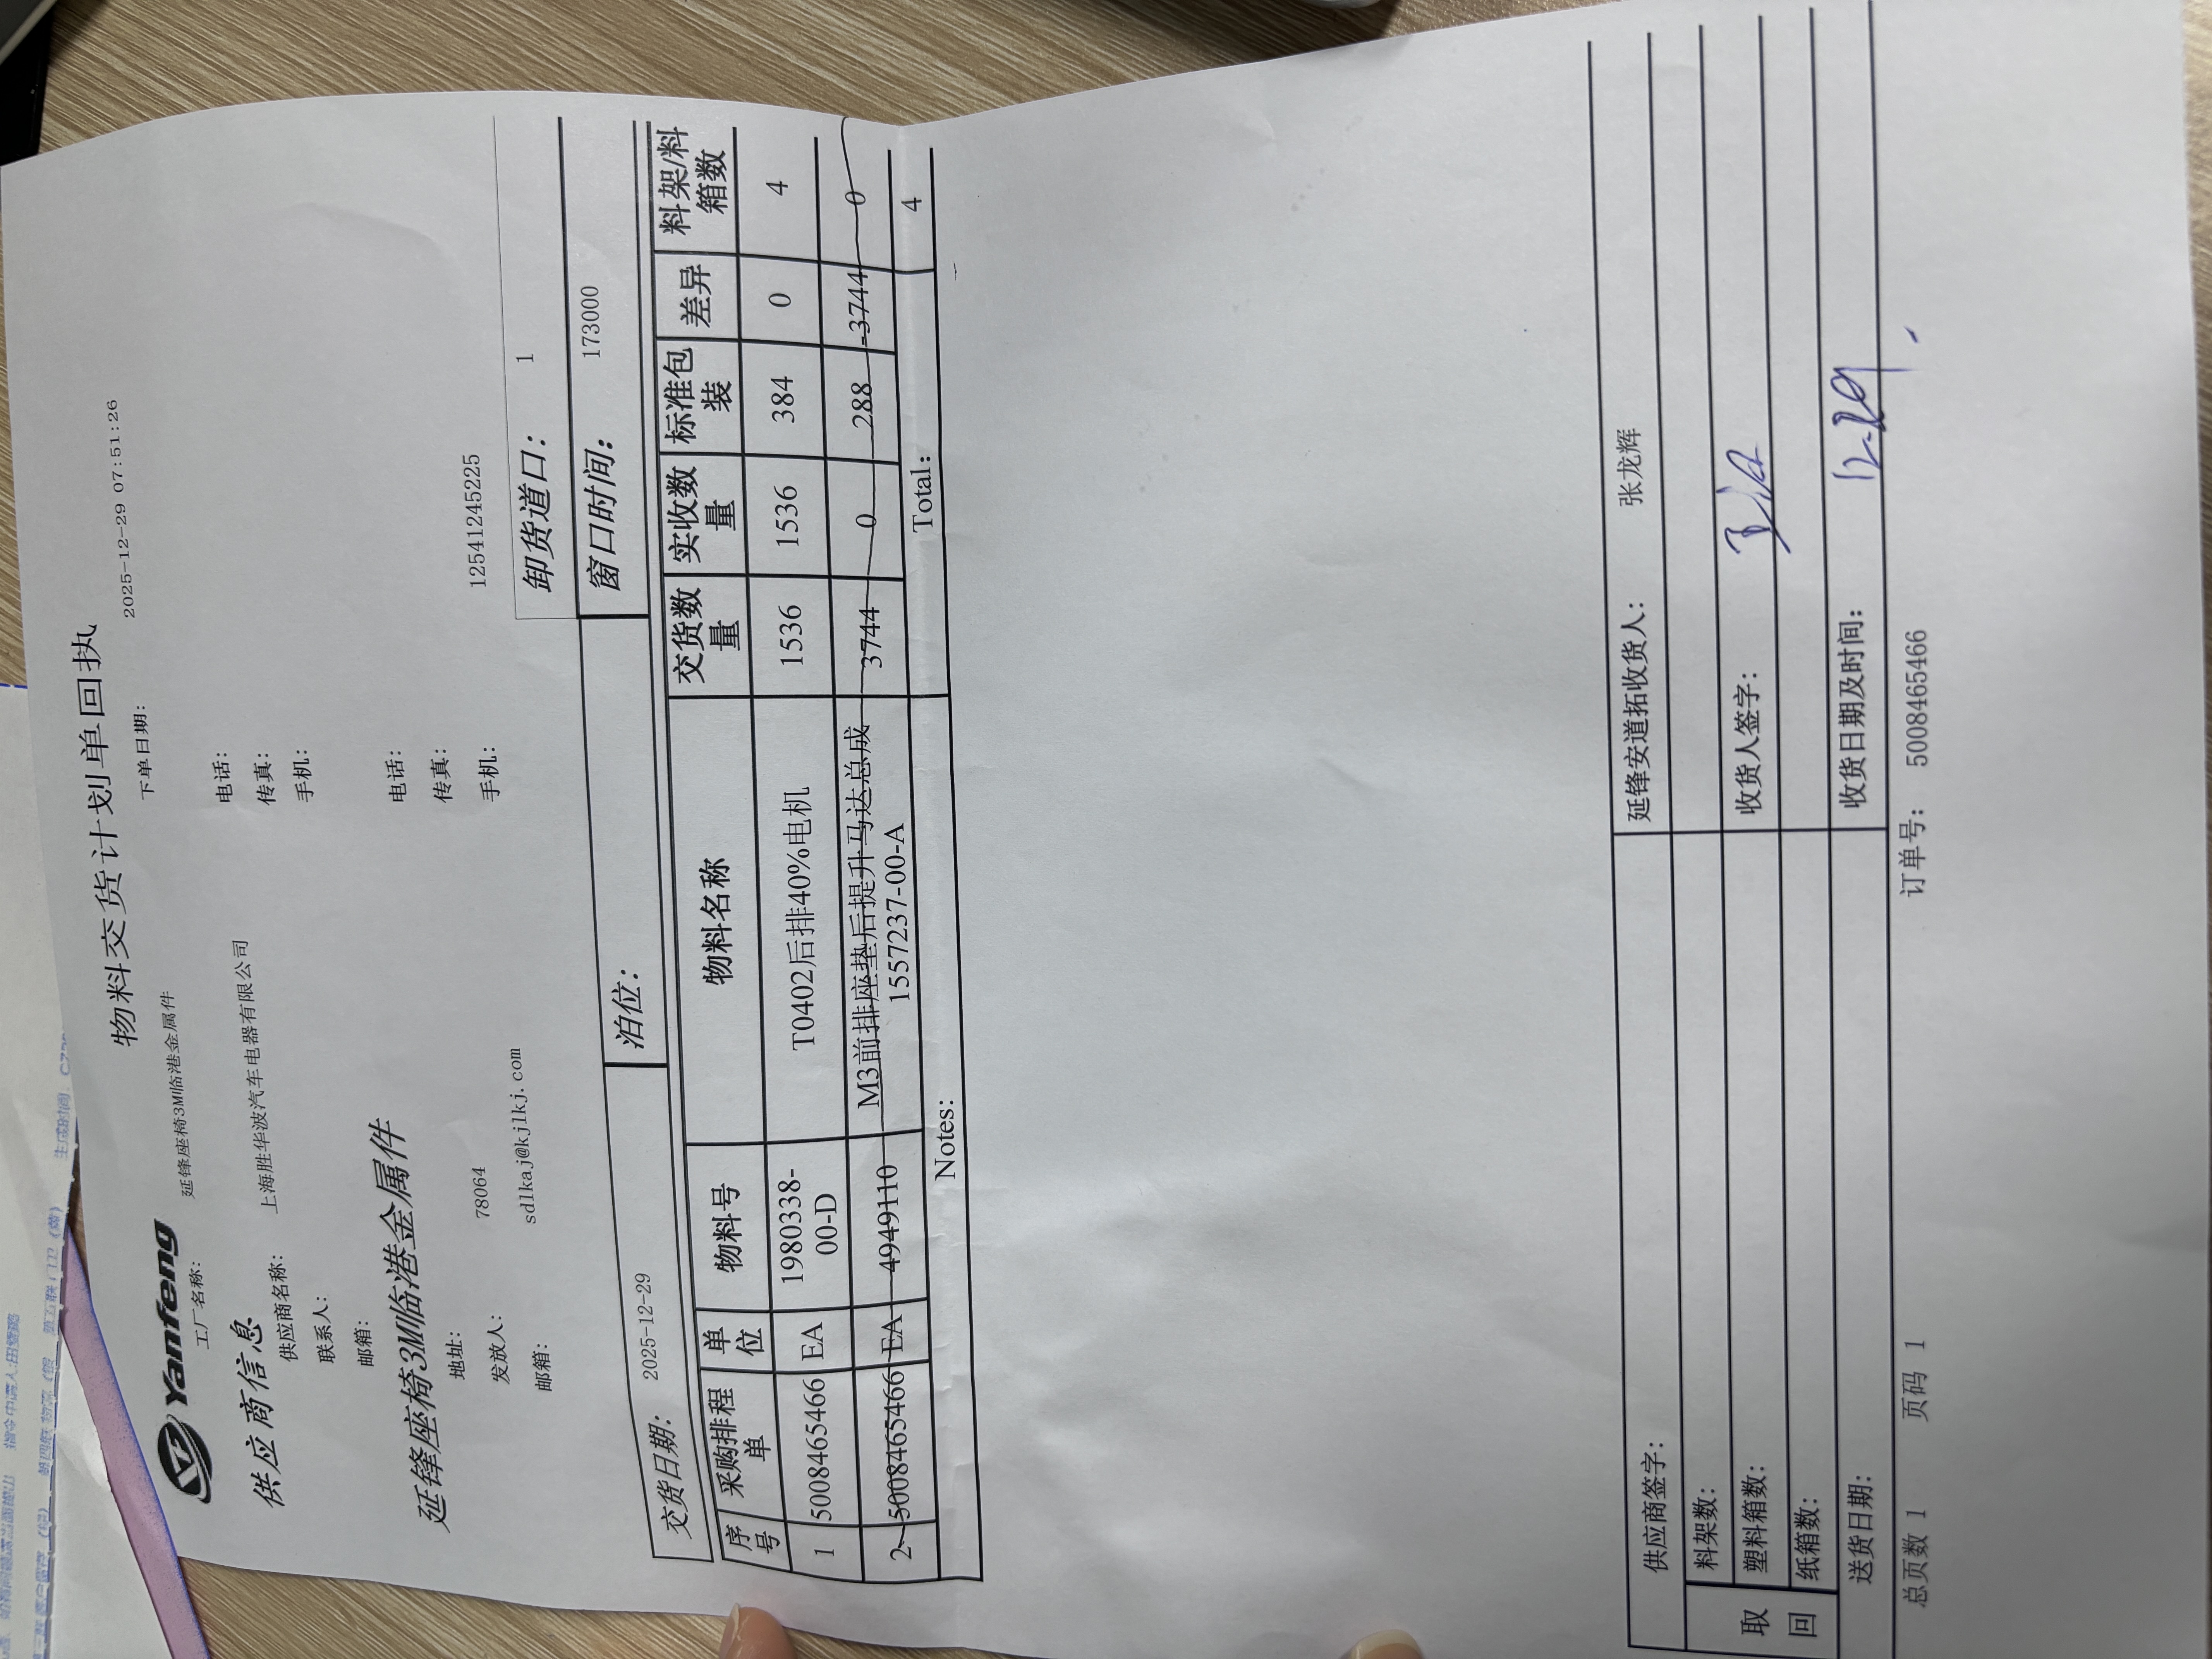 物料交货计划单回执
Yanfeng
下单日期: 2025-12-29 07:51:26
工厂名称: 延锋座椅3M临港金属件
供应商信息
供应商名称: 上海胜华波汽车电器有限公司
电话:
联系人:
传真:
邮箱:
手机:
延锋座椅3M临港金属件
地址:
电话:
发放人: 78064
传真:
邮箱: sdlkaj@kjlkj.com
手机: 12541245225
卸货道口: 1
交货日期: 2025-12-29 泊位: 窗口时间: 173000
序号 采购排程单 单位 物料号 物料名称 交货数量 实收数量 标准包装 差异 料架/料箱数
1 5008465466 EA 1980338-00-D T0402后排40%电机 1536 1536 384 0 4
2 5008465466 EA 4949110 M3前排座垫后提升马达总成1557237-00-A 3744 0 288 -3744 0
Notes: Total: 4
供应商签字: 延锋安道拓收货人: 张龙辉
取回
料架数:
塑料箱数: 收货人签字:
纸箱数:
送货日期: 收货日期及时间: 12-29
总页数 1 页码 1 订单号: 5008465466